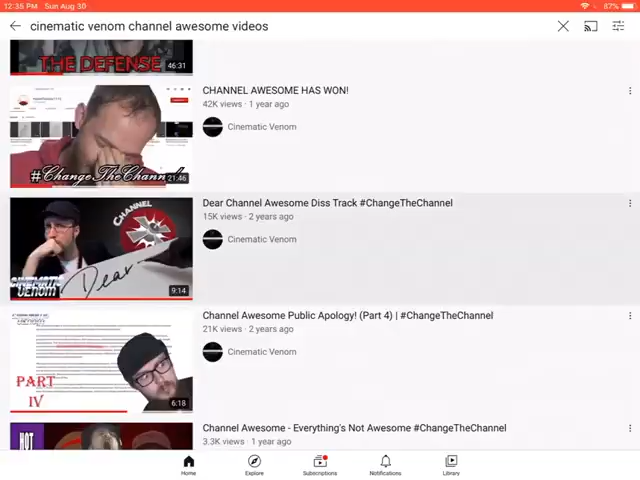 12:35 PM Sun Aug 30
87%
cinematic venom channel awesome videos
THE DEFENSE
46:31
CHANNEL AWESOME HAS WON!
42K views · 1 year ago
Cinematic Venom
#ChangeTheChannel
21:46
Dear Channel Awesome Diss Track #ChangeTheChannel
15K views · 2 years ago
Cinematic Venom
CHANNEL
Dear
CINEMATIC
VENOM
9:14
Channel Awesome Public Apology! (Part 4) | #ChangeTheChannel
21K views · 2 years ago
Cinematic Venom
PART
IV
6:18
Channel Awesome - Everything's Not Awesome #ChangeTheChannel
3.3K views · 1 year ago
NOT
Home
Explore
Subscriptions
Notifications
Library